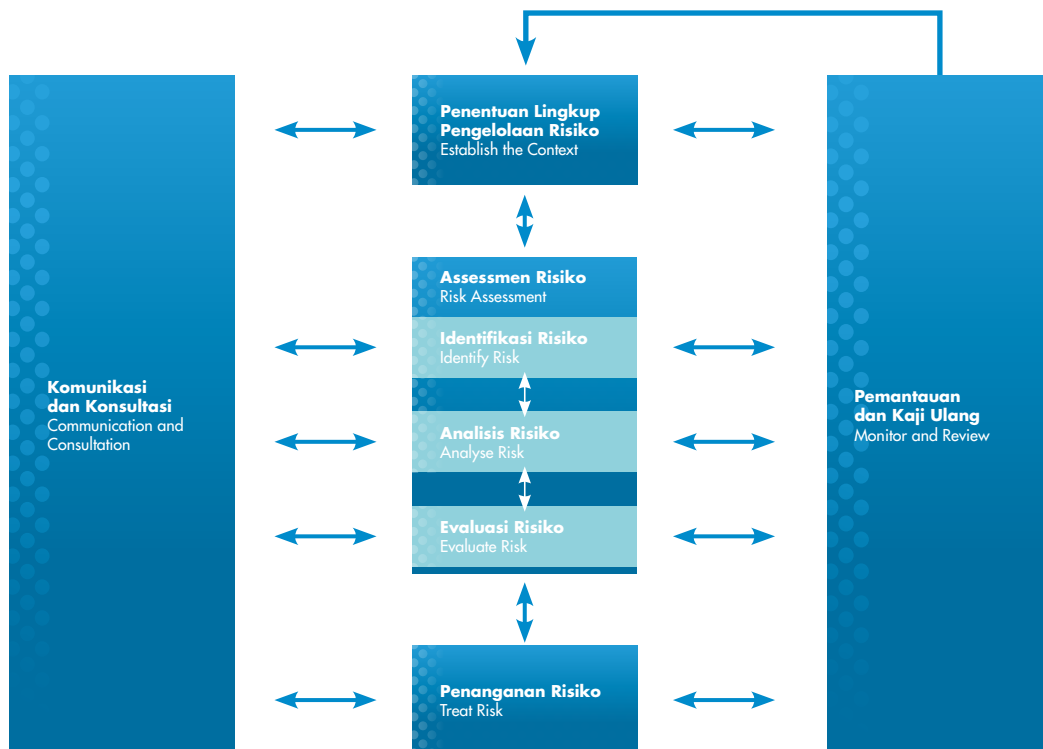 Penentuan Lingkup
Pengelolaan Risiko
Establish the Context
Assessmen Risiko
Risk Assessment
Identifikasi Risiko
Identify Risk
Analisis Risiko
Analyse Risk
Evaluasi Risiko
Evaluate Risk
Penanganan Risiko
Treat Risk
Komunikasi
dan Konsultasi
Communication and
Consultation
Pemantauan
dan Kaji Ulang
Monitor and Review